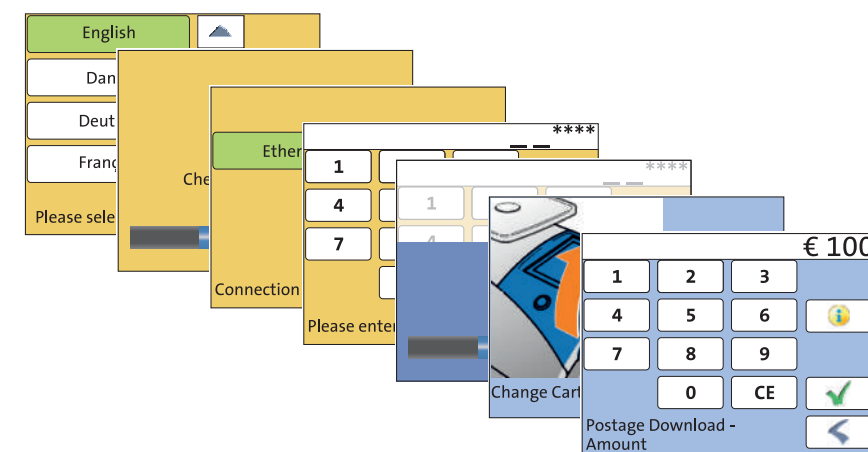 English
Dan
Deut
Franç
Please sele
Che
Ether
Connection
****
1
4
7
Please enter
****
1
4
Change Cart
€ 100
1 2 3
4 5 6
7 8 9
0 CE
Postage Download -
Amount